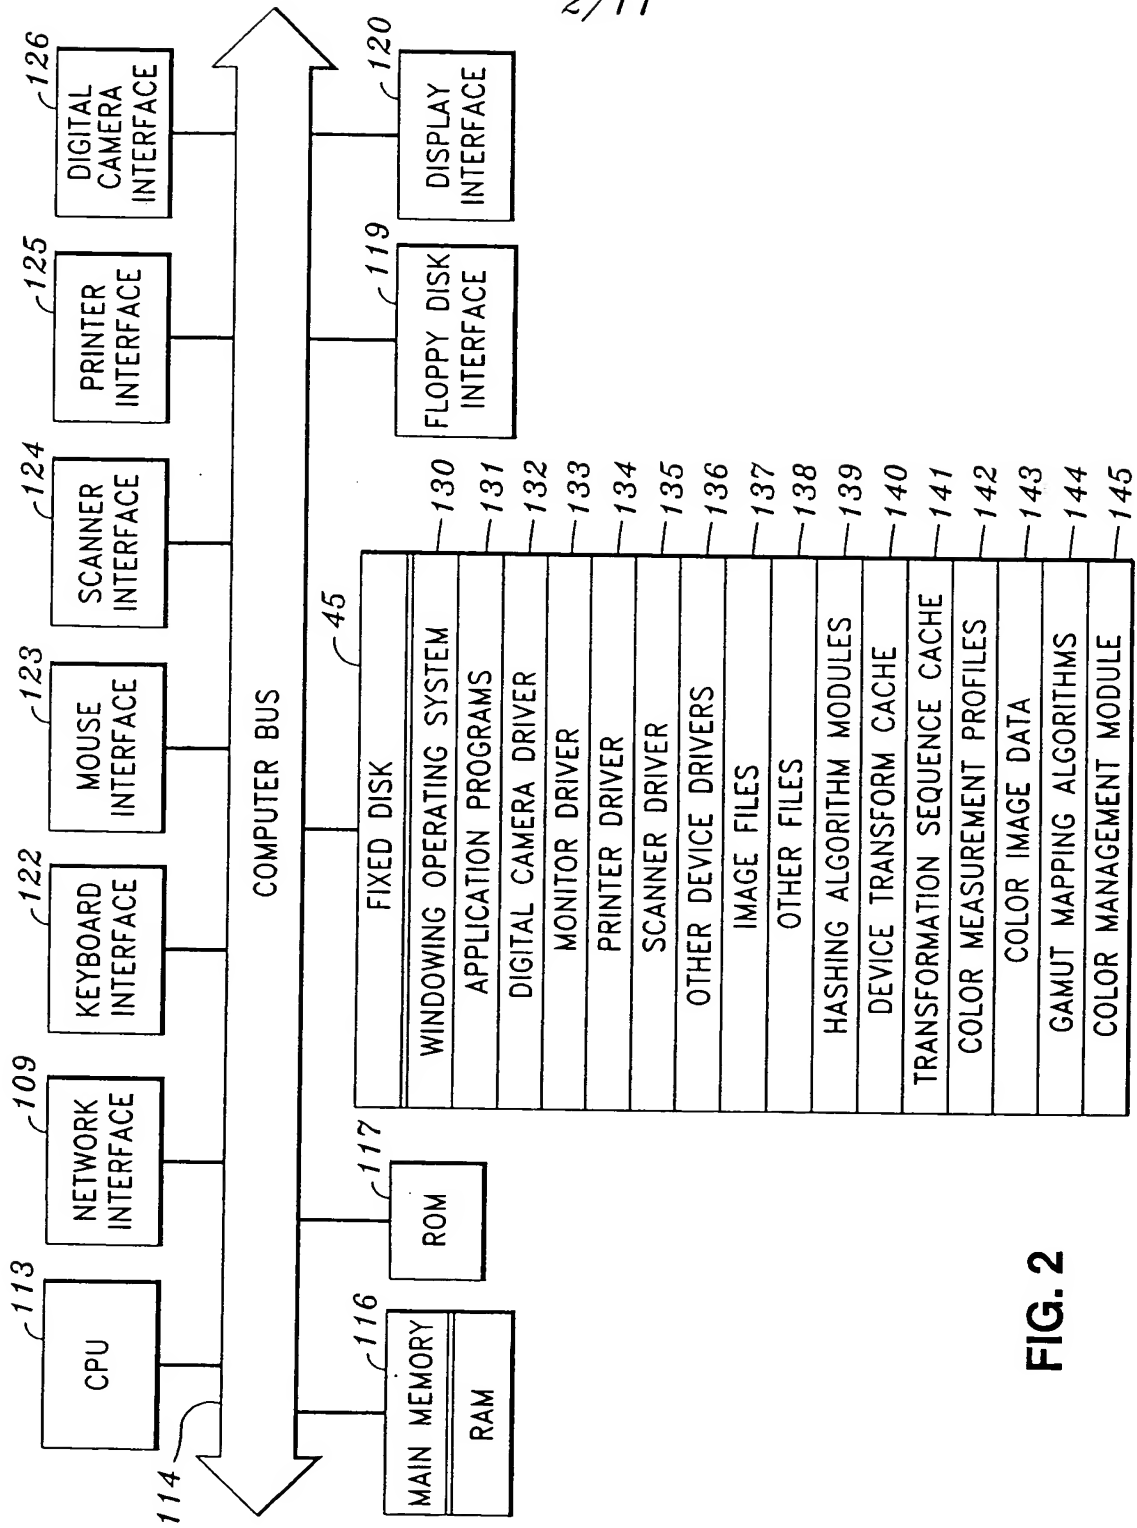 2/11
113
CPU
109
NETWORK
INTERFACE
122
KEYBOARD
INTERFACE
123
MOUSE
INTERFACE
124
SCANNER
INTERFACE
125
PRINTER
INTERFACE
126
DIGITAL
CAMERA
INTERFACE
114
COMPUTER BUS
116
MAIN MEMORY
RAM
117
ROM
45
FIXED DISK
WINDOWING OPERATING SYSTEM 130
APPLICATION PROGRAMS 131
DIGITAL CAMERA DRIVER 132
MONITOR DRIVER 133
PRINTER DRIVER 134
SCANNER DRIVER 135
OTHER DEVICE DRIVERS 136
IMAGE FILES 137
OTHER FILES 138
HASHING ALGORITHM MODULES 139
DEVICE TRANSFORM CACHE 140
TRANSFORMATION SEQUENCE CACHE 141
COLOR MEASUREMENT PROFILES 142
COLOR IMAGE DATA 143
GAMUT MAPPING ALGORITHMS 144
COLOR MANAGEMENT MODULE 145
119
FLOPPY DISK
INTERFACE
120
DISPLAY
INTERFACE
FIG. 2